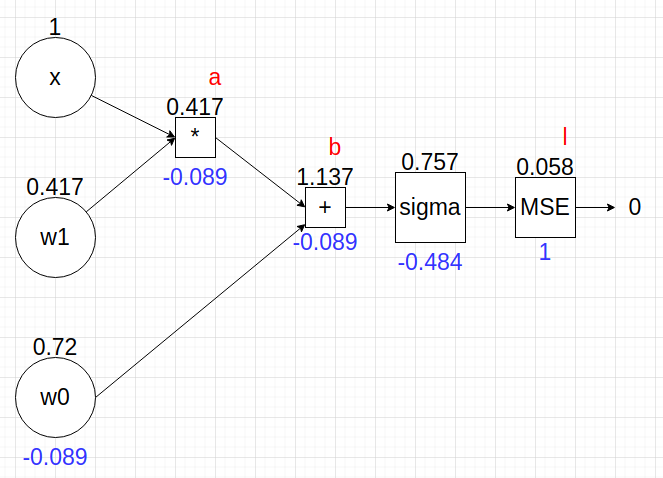 1
x
a
0.417
*
-0.089
0.417
w1
b
1.137
+
-0.089
0.757
sigma
-0.484
l
0.058
MSE
1
0
0.72
w0
-0.089